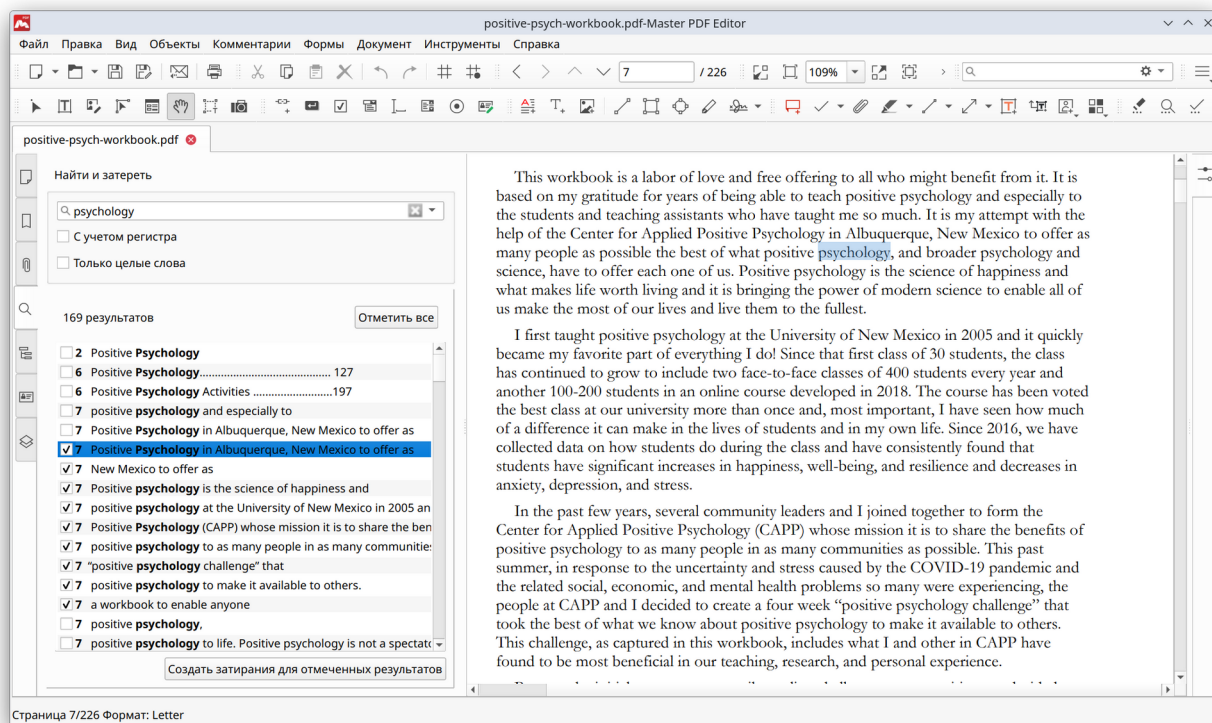 positive-psych-workbook.pdf-Master PDF Editor
Файл Правка Вид Объекты Комментарии Формы Документ Инструменты Справка
7 / 226 109%
positive-psych-workbook.pdf
Найти и затереть
psychology
С учетом регистра
Только целые слова
169 результатов Отметить все
2 Positive Psychology
6 Positive Psychology.................................. 127
6 Positive Psychology Activities ...........................197
7 positive psychology and especially to
7 Positive Psychology in Albuquerque, New Mexico to offer as
7 Positive Psychology in Albuquerque, New Mexico to offer as
7 New Mexico to offer as
7 Positive psychology is the science of happiness and
7 positive psychology at the University of New Mexico in 2005 an
7 Positive Psychology (CAPP) whose mission it is to share the ben
7 positive psychology to as many people in as many communitie
7 “positive psychology challenge” that
7 positive psychology to make it available to others.
7 a workbook to enable anyone
7 positive psychology,
7 positive psychology to life. Positive psychology is not a spectato
Создать затирания для отмеченных результатов
This workbook is a labor of love and free offering to all who might benefit from it. It is
based on my gratitude for years of being able to teach positive psychology and especially to
the students and teaching assistants who have taught me so much. It is my attempt with the
help of the Center for Applied Positive Psychology in Albuquerque, New Mexico to offer as
many people as possible the best of what positive psychology, and broader psychology and
science, have to offer each one of us. Positive psychology is the science of happiness and
what makes life worth living and it is bringing the power of modern science to enable all of
us make the most of our lives and live them to the fullest.
I first taught positive psychology at the University of New Mexico in 2005 and it quickly
became my favorite part of everything I do! Since that first class of 30 students, the class
has continued to grow to include two face-to-face classes of 400 students every year and
another 100-200 students in an online course developed in 2018. The course has been voted
the best class at our university more than once and, most important, I have seen how much
of a difference it can make in the lives of students and in my own life. Since 2016, we have
collected data on how students do during the class and have consistently found that
students have significant increases in happiness, well-being, and resilience and decreases in
anxiety, depression, and stress.
In the past few years, several community leaders and I joined together to form the
Center for Applied Positive Psychology (CAPP) whose mission it is to share the benefits of
positive psychology to as many people in as many communities as possible. This past
summer, in response to the uncertainty and stress caused by the COVID-19 pandemic and
the related social, economic, and mental health problems so many were experiencing, the
people at CAPP and I decided to create a four week “positive psychology challenge” that
took the best of what we know about positive psychology to make it available to others.
This challenge, as captured in this workbook, includes what I and other in CAPP have
found to be most beneficial in our teaching, research, and personal experience.
Страница 7/226 Формат: Letter